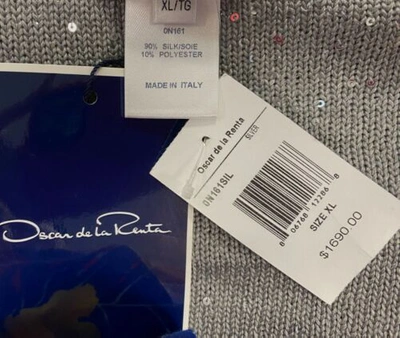 XL/TG
0N161
90% SILK/SOIE
10% POLYESTER
MADE IN ITALY
Oscar de la Renta
Oscar de la Renta
SILVER
0N161SIL
SIZE XL
$1690.00